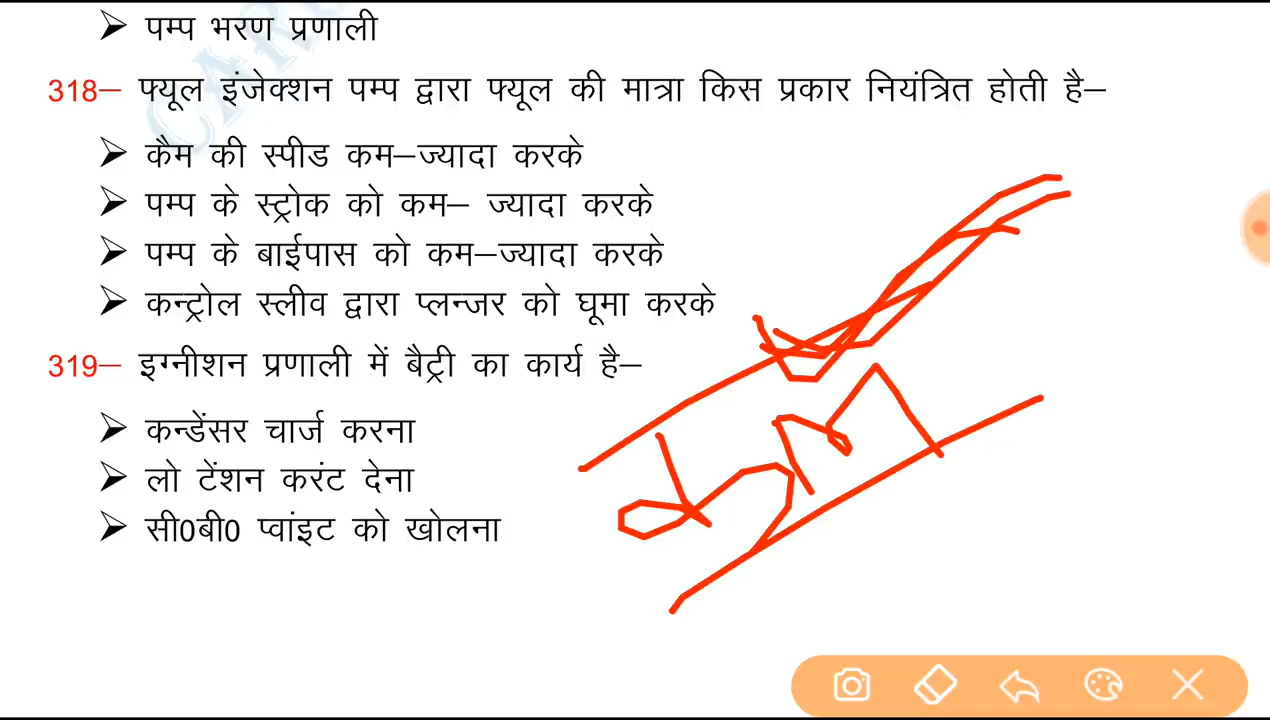 ➢ पम्प भरण प्रणाली
318– फ्यूल इंजेक्शन पम्प द्वारा फ्यूल की मात्रा किस प्रकार नियंत्रित होती है–
➢ कैम की स्पीड कम–ज्यादा करके
➢ पम्प के स्ट्रोक को कम– ज्यादा करके
➢ पम्प के बाईपास को कम–ज्यादा करके
➢ कन्ट्रोल स्लीव द्वारा प्लन्जर को घूमा करके
319– इग्नीशन प्रणाली में बैट्री का कार्य है–
➢ कन्डेंसर चार्ज करना
➢ लो टेंशन करंट देना
➢ सी0बी0 प्वांइट को खोलना